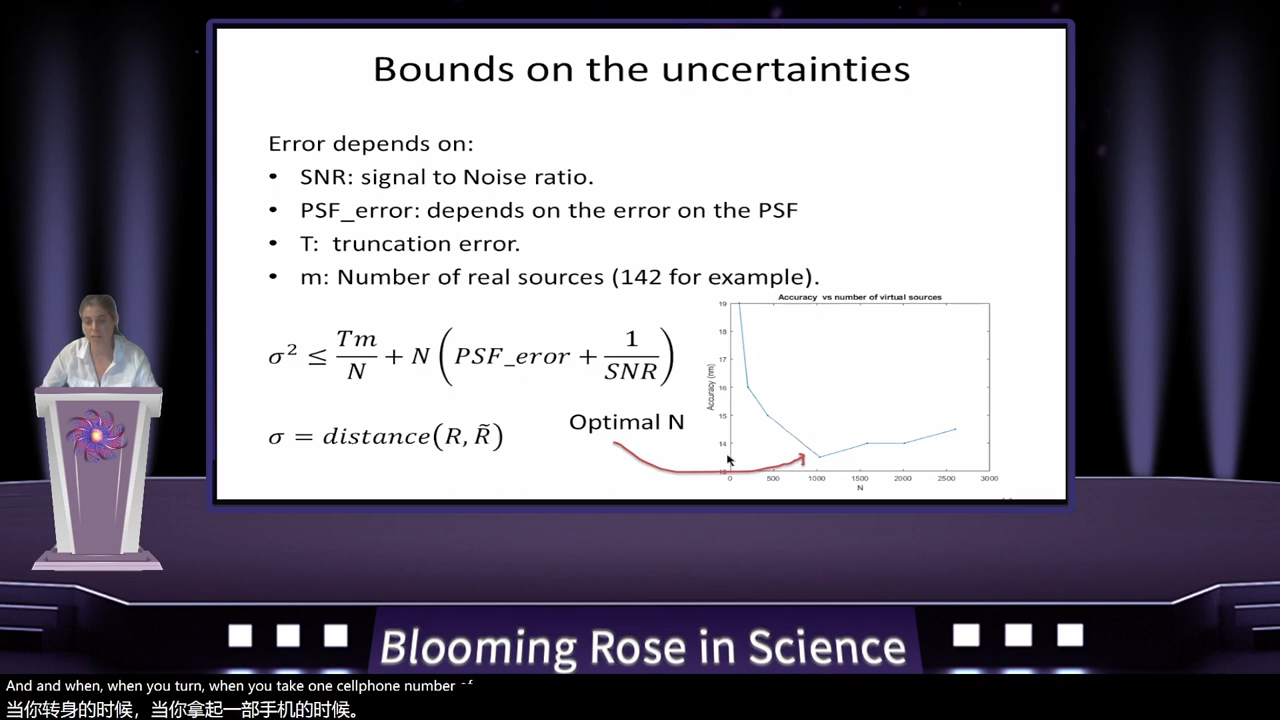 Bounds on the uncertainties
Error depends on:
• SNR: signal to Noise ratio.
• PSF_error: depends on the error on the PSF
• T: truncation error.
• m: Number of real sources (142 for example).
σ² ≤ Tm/N + N(PSF_eror + 1/SNR)
σ = distance(R, R̃)
Optimal N
Accuracy vs number of virtual sources
Accuracy (nm)
19
18
17
16
15
14
13
0 500 1000 1500 2000 2500 3000
N
Blooming Rose in Science
And and when, when you turn, when you take one cellphone number
当你转身的时候，当你拿起一部手机的时候。